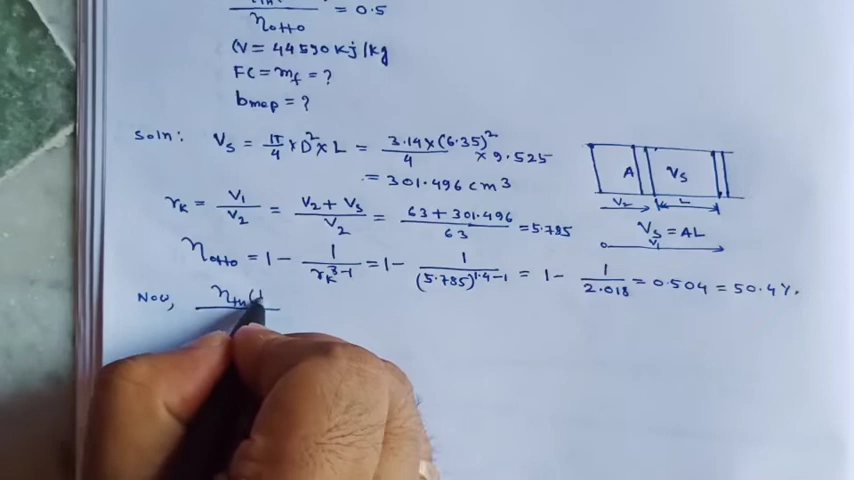 ηotto = 0.5
CV = 44590 kj/kg
FC = mf = ?
bmep = ?
Soln: Vs = π/4 × D² × L = 3.14×(6.35)²/4 × 9.525
= 301.496 cm3
rK = V1/V2 = V2 + Vs/V2 = 63 + 301.496/63 = 5.785
ηotto = 1 - 1/rK^γ-1 = 1 - 1/(5.785)^1.4-1 = 1 - 1/2.018 = 0.504 = 50.4%.
Now, ηth(
A Vs
V2 L
Vs = AL
V1